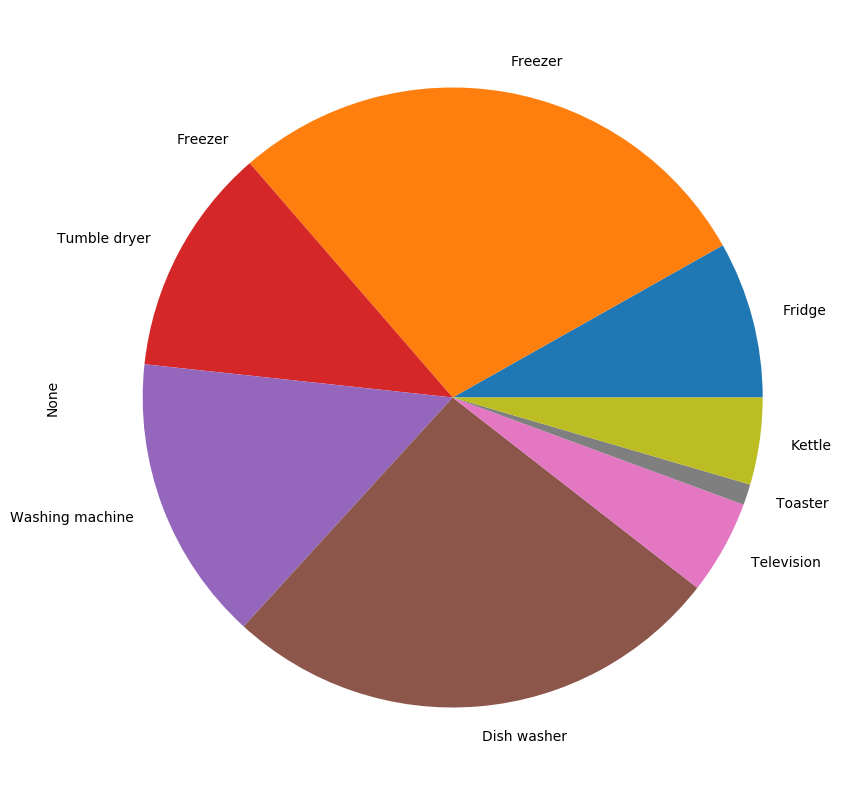 Freezer
Freezer
Tumble dryer
Fridge
None
Kettle
Toaster
Washing machine
Television
Dish washer